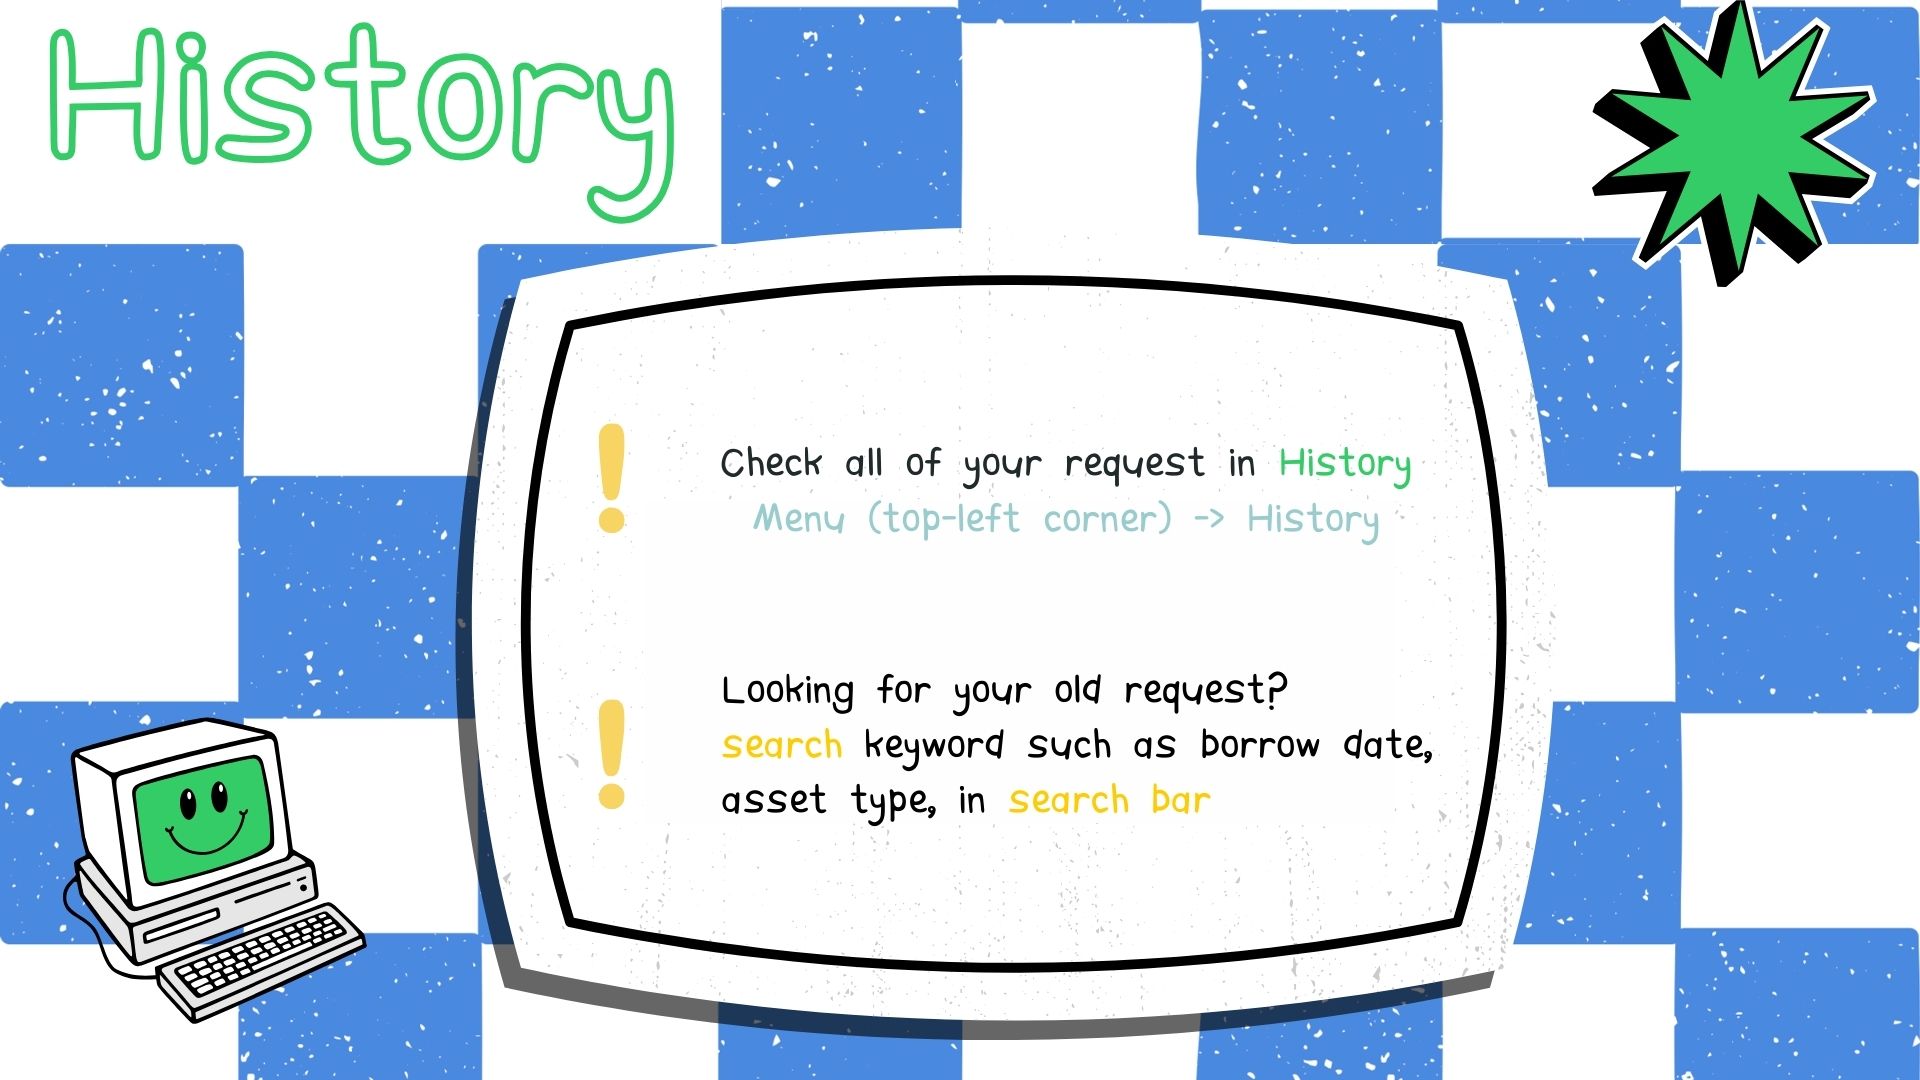 History
Check all of your request in History
Menu (top-left corner) -> History
Looking for your old request?
search keyword such as borrow date,
asset type, in search bar